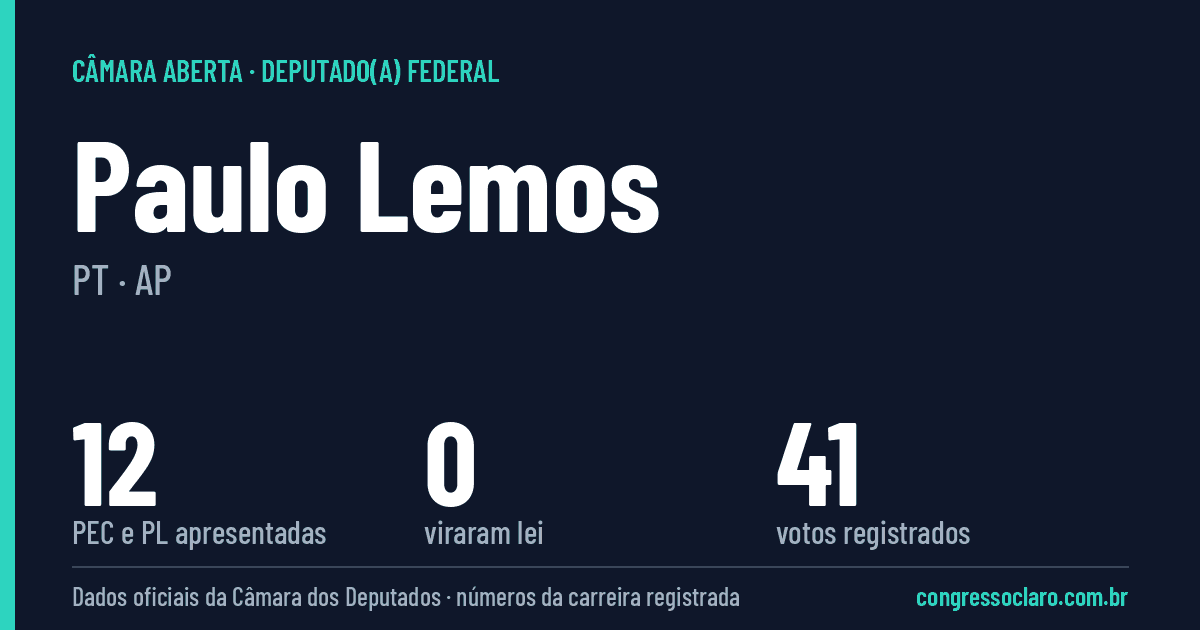 CÂMARA ABERTA · DEPUTADO(A) FEDERAL
Paulo Lemos
PT · AP
12
PEC e PL apresentadas
0
viraram lei
41
votos registrados
Dados oficiais da Câmara dos Deputados · números da carreira registrada
congressoclaro.com.br